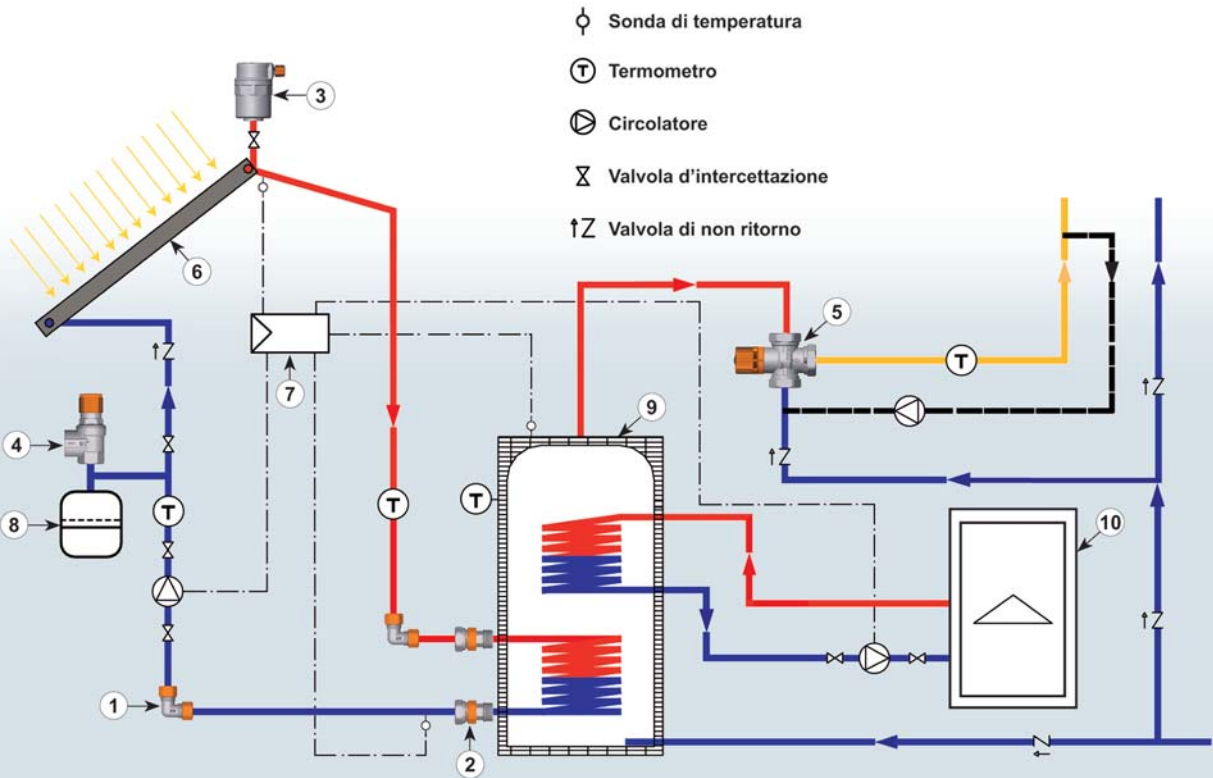 Sonda di temperatura
T Termometro
Circolatore
Valvola d'intercettazione
Valvola di non ritorno
3
6
7
5
4
9
T
T
T
T
8
10
1
2